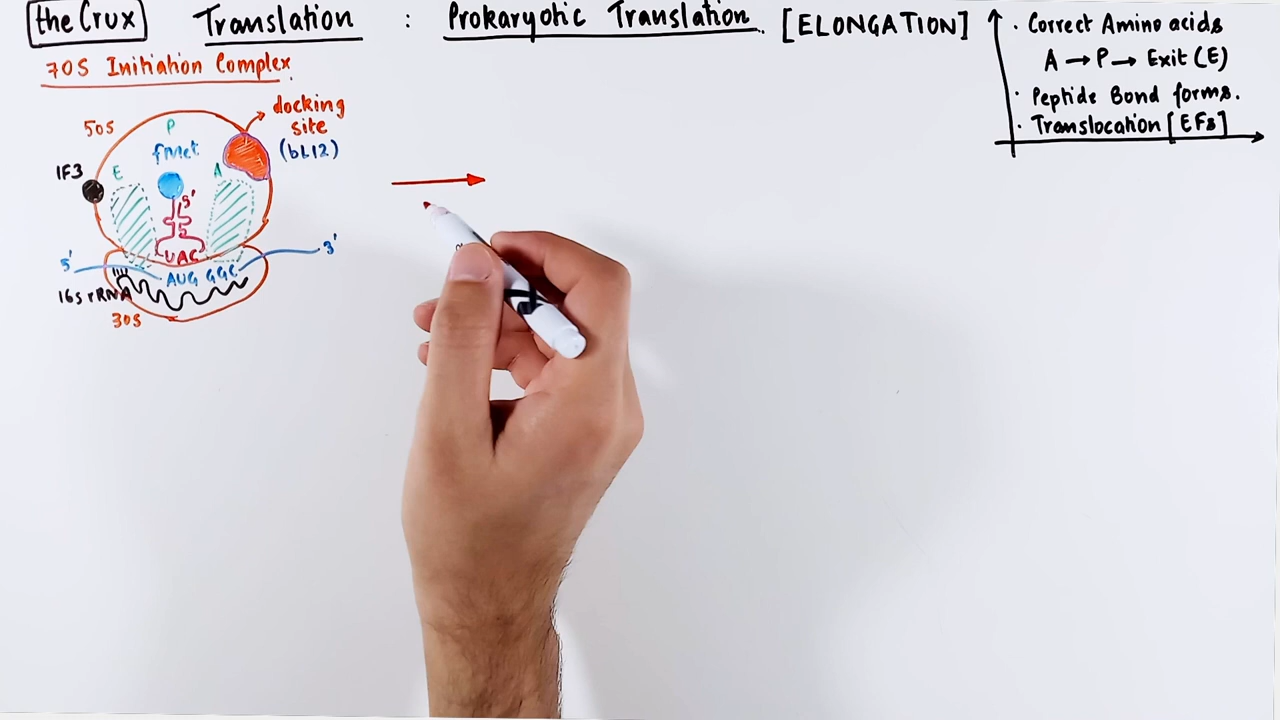 the Crux Translation : Prokaryotic Translation. [ELONGATION]
70S Initiation Complex
50S
P
fMet
docking
site
(bL12)
IF3
E
A
3'
UAC
5'
3'
AUG GGC
16s rRNA
30S
• Correct Amino acids
A → P → Exit (E)
• Peptide Bond forms.
• Translocation [EFs]